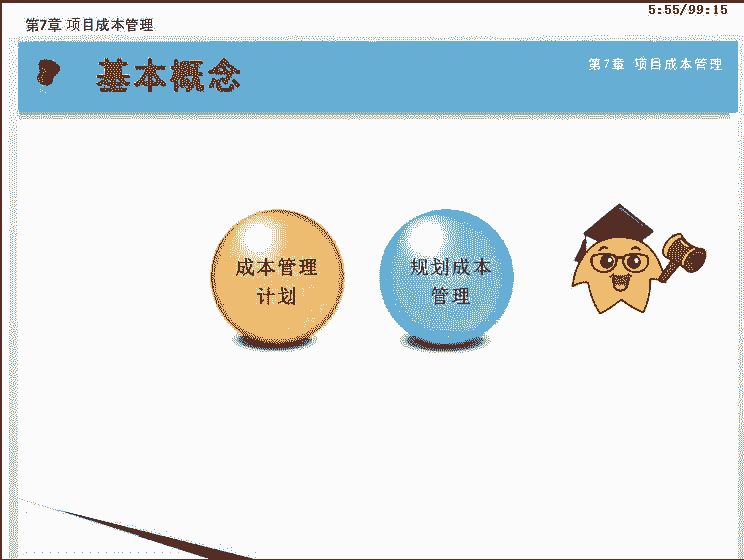 5:55/99:15
第7章 项目成本管理
基本概念
第7章 项目成本管理
成本管理
计划
规划成本
管理